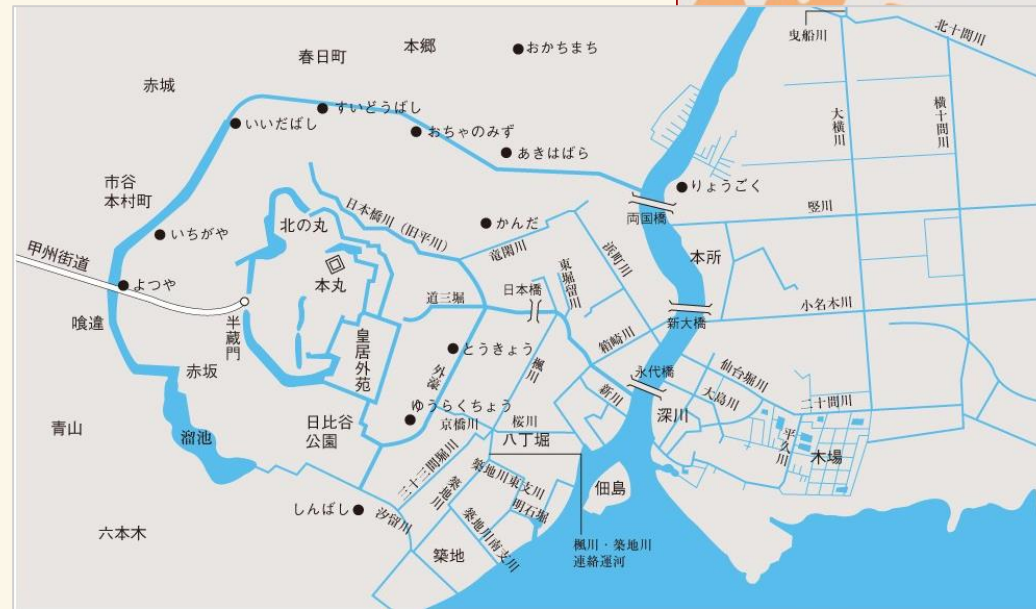 曳船川
北十間川
本郷
おかちまち
春日町
赤城
すいどうばし
いいだばし
おちゃのみず
あきはばら
大横川
横十間川
りょうごく
市谷
本村町
北の丸
日本橋川（旧平川）
かんだ
両国橋
竪川
いちがや
竜閑川
浜町川
本所
甲州街道
よつや
本丸
道三堀
日本橋
東堀留川
小名木川
喰違
半蔵門
皇居外苑
とうきょう
外濠
楓川
箱崎川
新大橋
赤坂
永代橋
仙台堀川
新川
大島川
二十間川
青山
溜池
日比谷
公園
ゆうらくちょう
京橋川
桜川
八丁堀
深川
平久川
木場
三十三間堀川
築地川
築地川東支川
明石堀
佃島
しんばし
汐留川
築地川南支川
六本木
築地
楓川・築地川
連絡運河